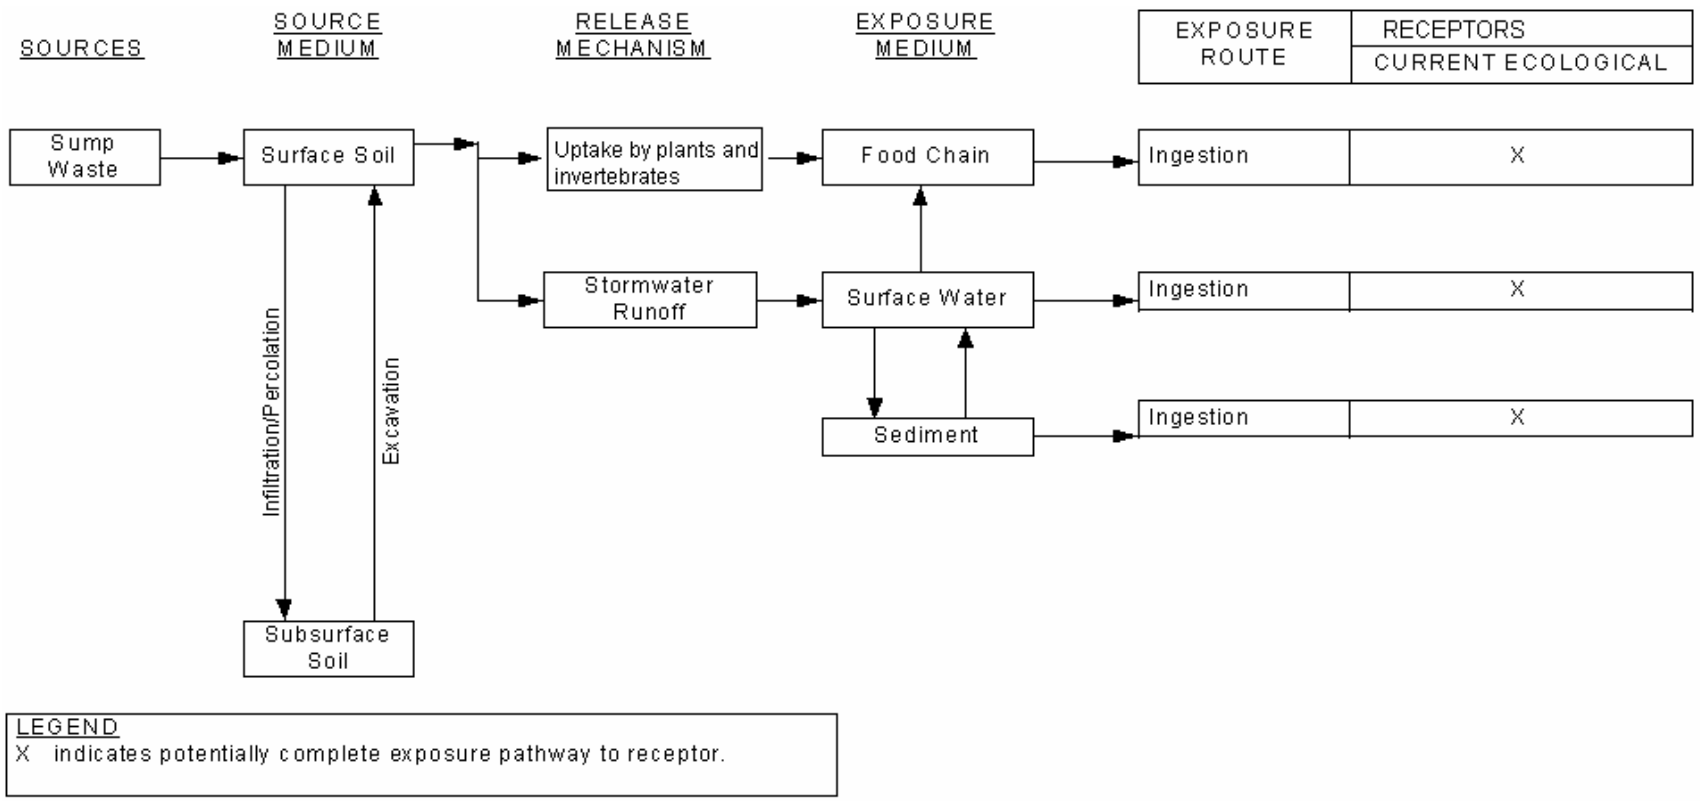 SOURCES
SOURCE
MEDIUM
RELEASE
MECHANISM
EXPOSURE
MEDIUM
EXPOSURE
ROUTE
RECEPTORS
CURRENT ECOLOGICAL
Sump
Waste
Surface Soil
Uptake by plants and
invertebrates
Food Chain
Ingestion
X
Stormwater
Runoff
Surface Water
Ingestion
X
Infiltration/Percolation
Excavation
Sediment
Ingestion
X
Subsurface
Soil
LEGEND
X indicates potentially complete exposure pathway to receptor.